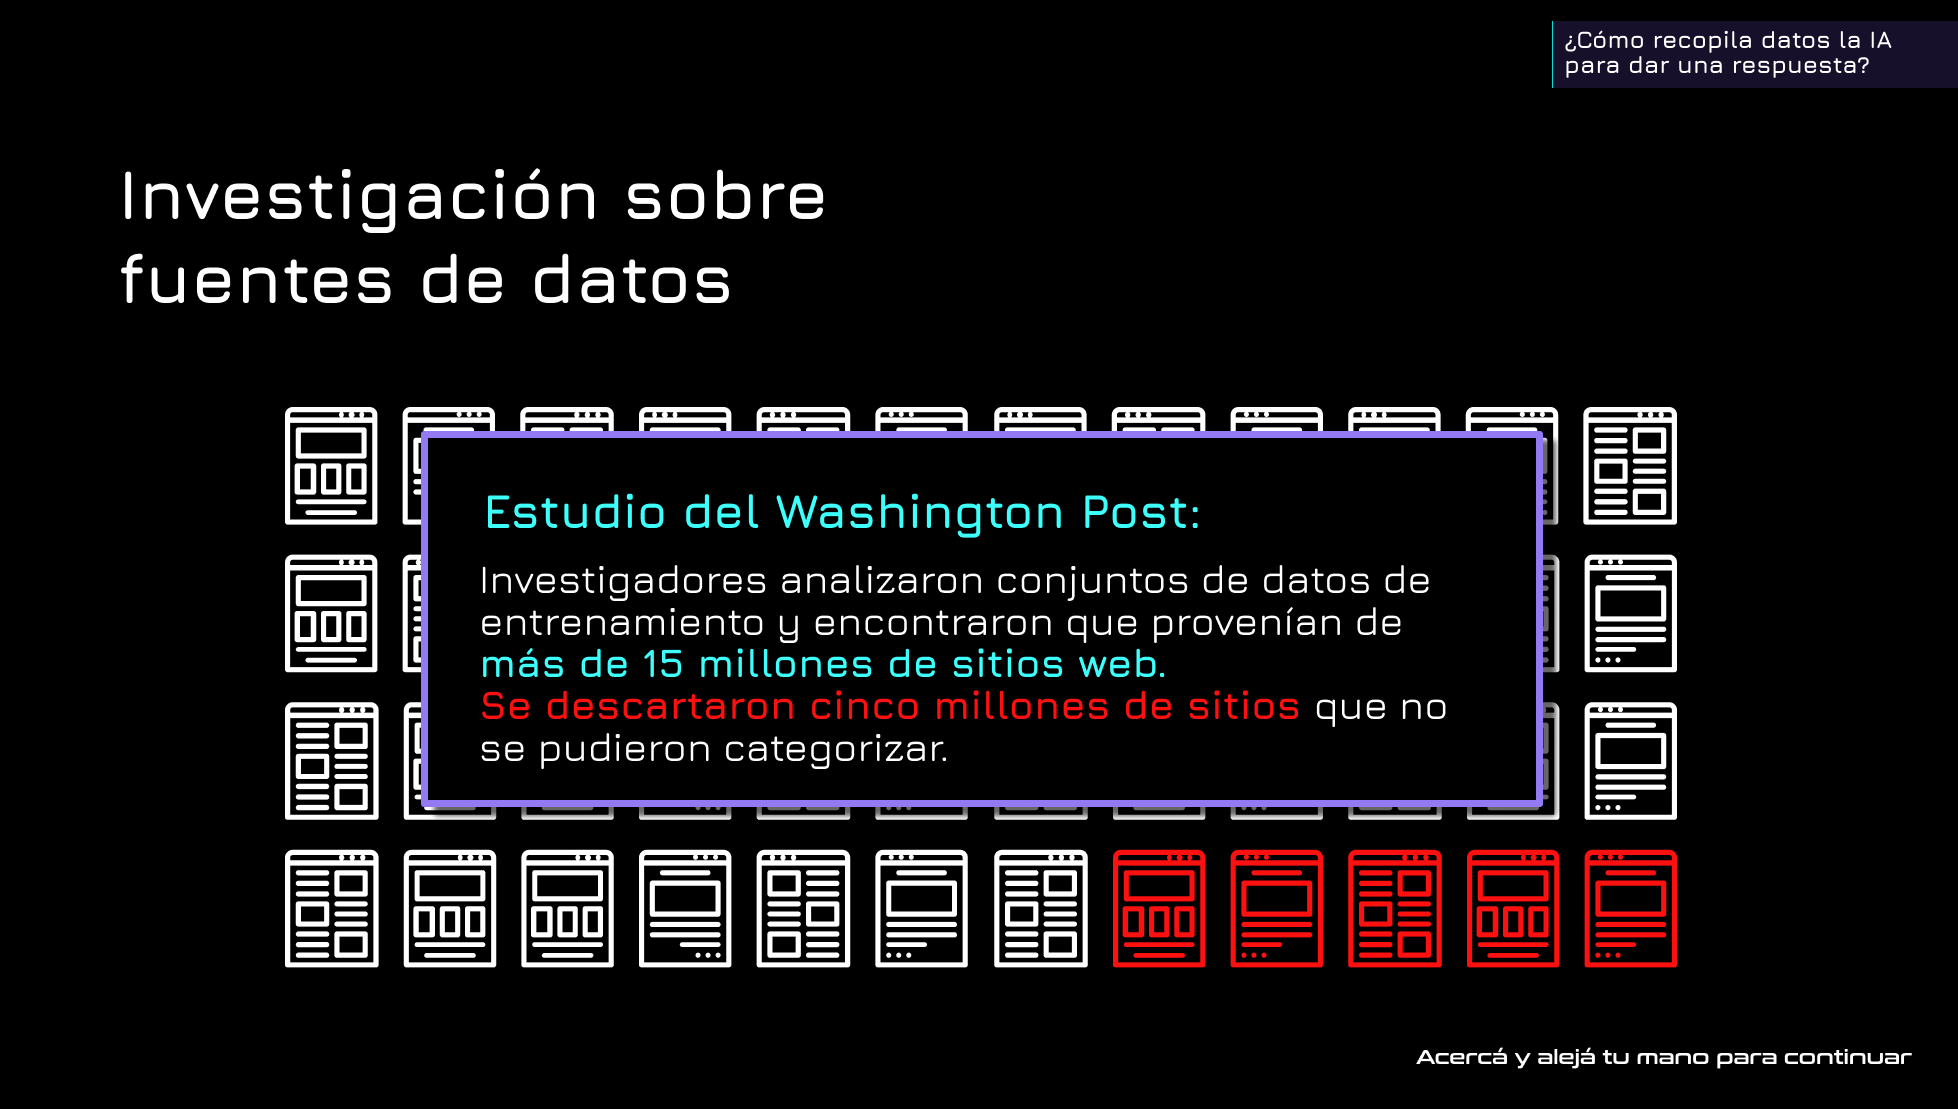 ¿Cómo recopila datos la IA
para dar una respuesta?
Investigación sobre
fuentes de datos
Estudio del Washington Post:
Investigadores analizaron conjuntos de datos de
entrenamiento y encontraron que provenían de
más de 15 millones de sitios web.
Se descartaron cinco millones de sitios que no
se pudieron categorizar.
Acercá y alejá tu mano para continuar